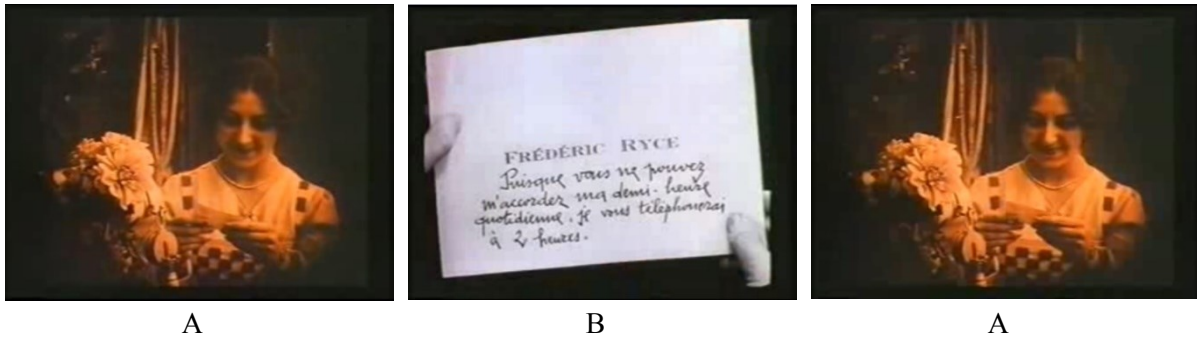 FRÉDÉRIC RYCE
Puisque vous ne pouvez
m'accorder ma demi-heure
quotidienne, je vous téléphonerai
à 2 heures.
A
B
A